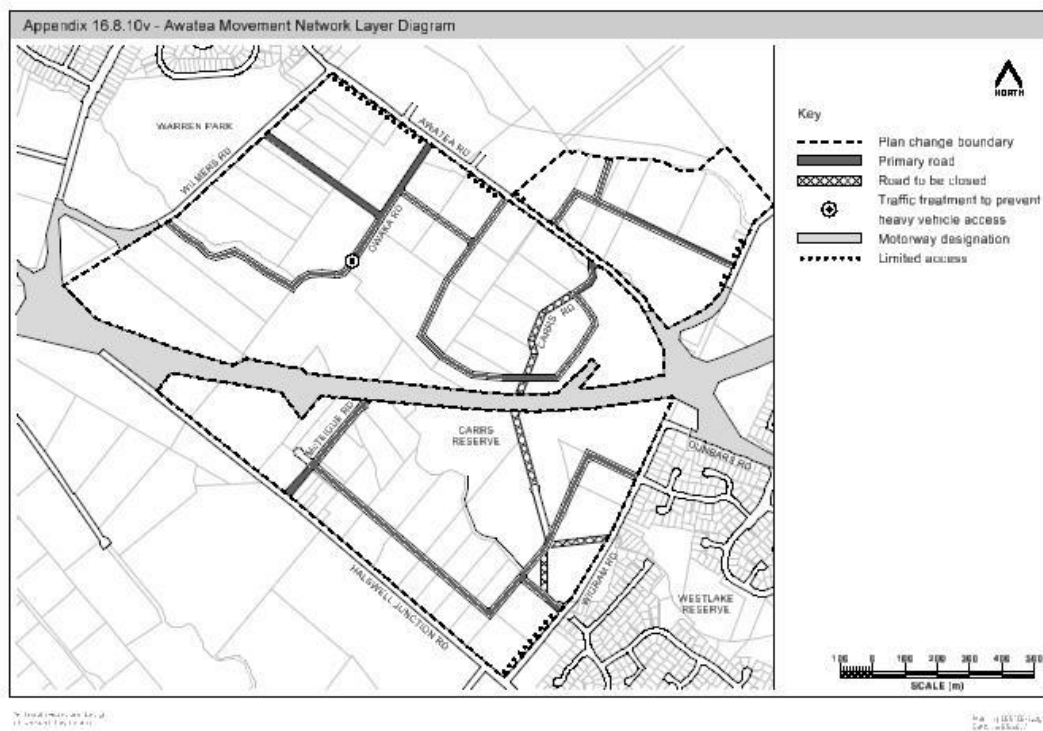 Appendix 16.8.10v - Awatea Movement Network Layer Diagram
NORTH
Key
Plan change boundary
Primary road
Road to be closed
Traffic treatment to prevent
heavy vehicle access
Motorway designation
Limited access
WARREN PARK
WILMERS RD
AWATEA RD
OWAKA RD
CARRS RD
McTEIGUE RD
CARRS
RESERVE
DUNBARS RD
HALSWELL JUNCTION RD
WIGRAM RD
WESTLAKE
RESERVE
100 0 100 200 300 400 500
SCALE (m)